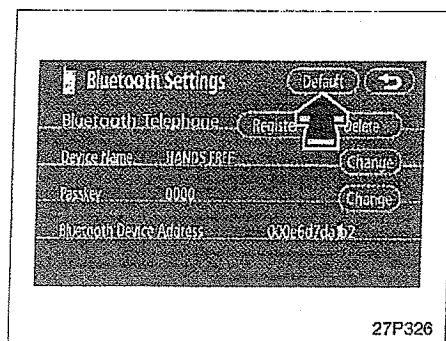 Bluetooth Settings Default
Bluetooth Telephone Register Delete
Device Name HANDS FREE Change
Passkey 0000 Change
Bluetooth Device Address
27P326